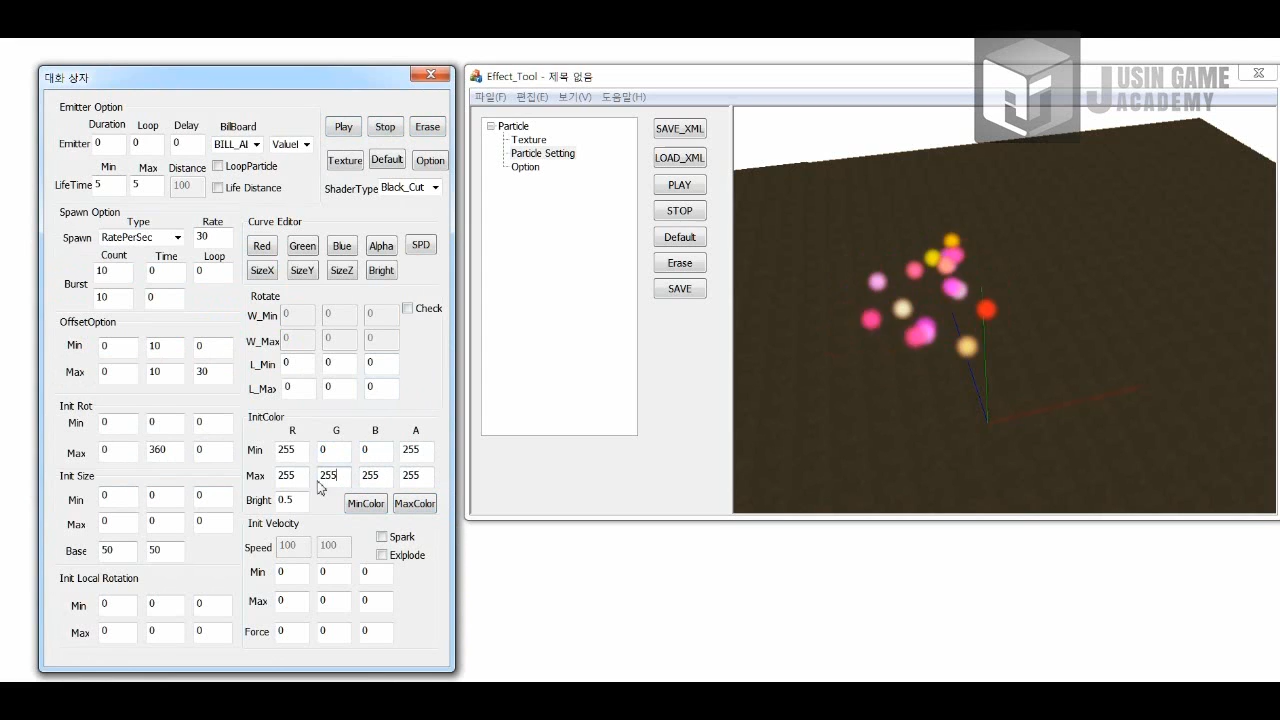 대화 상자
Emitter Option
Duration Loop Delay BillBoard
Emitter 0 0 0 BILL_Al Valuel
Min Max Distance LoopParticle
LifeTime 5 5 100 Life Distance
Play Stop Erase
Texture Default Option
ShaderType Black_Cut
Spawn Option
Type Rate
Spawn RatePerSec 30
Count Time Loop
10 0 0
Burst
10 0
Curve Editor
Red Green Blue Alpha SPD
SizeX SizeY SizeZ Bright
Rotate
W_Min 0 0 0 Check
W_Max 0 0 0
L_Min 0 0 0
L_Max 0 0 0
OffsetOption
Min 0 10 0
Max 0 10 30
Init Rot
Min 0 0 0
Max 0 360 0
Init Size
Min 0 0 0
Max 0 0 0
Base 50 50
Init Local Rotation
Min 0 0 0
Max 0 0 0
InitColor
R G B A
Min 255 0 0 255
Max 255 255 255 255
Bright 0.5 MinColor MaxColor
Init Velocity
Spark
Speed 100 100 Exlplode
Min 0 0 0
Max 0 0 0
Force 0 0 0
Effect_Tool - 제목 없음
파일(F) 편집(E) 보기(V) 도움말(H)
Particle
Texture
Particle Setting
Option
SAVE_XML
LOAD_XML
PLAY
STOP
Default
Erase
SAVE
JUSIN GAME
ACADEMY